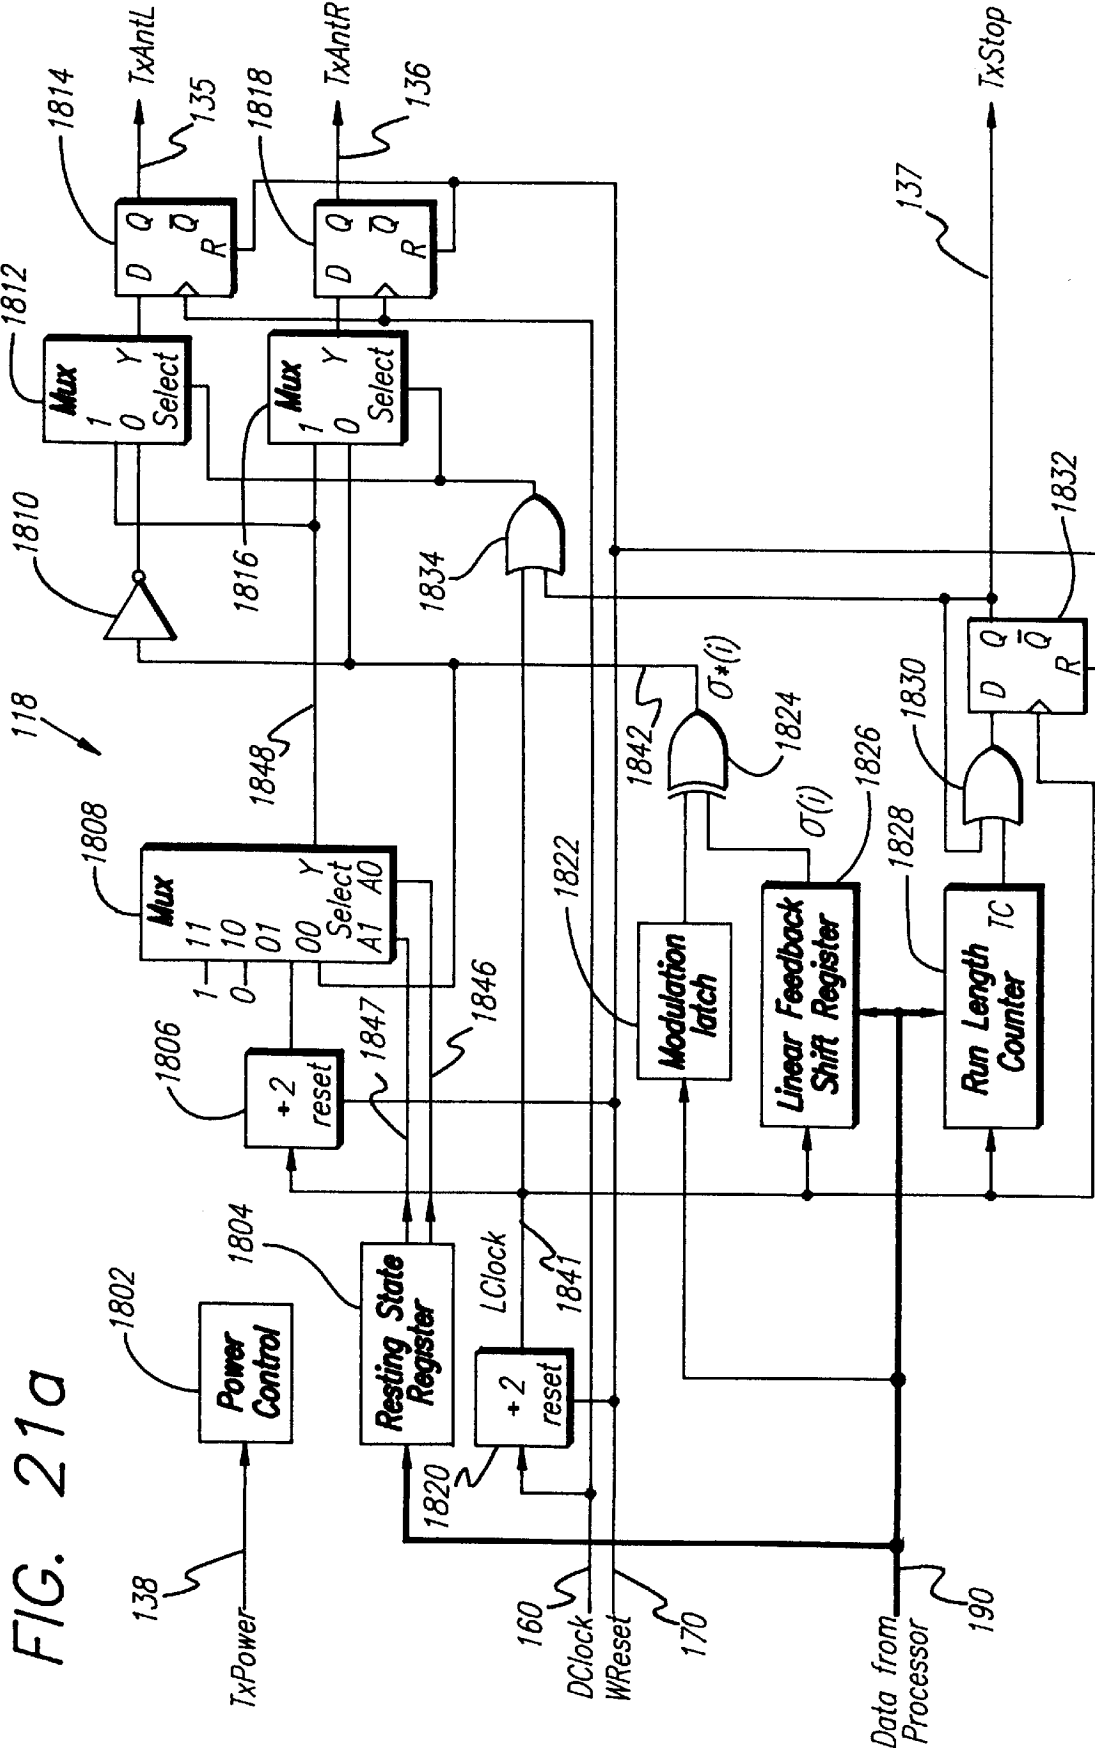 FIG. 21a
118
138
TxPower
1802
Power
Control
1804
Resting State
Register
1806
+2
reset
1808
Mux
1
11
0
10
01
00
Y
Select
A1
A0
1847
1846
1848
1810
1812
Mux
1
0
Y
Select
1814
D
Q
Q̅
R
135
TxAntL
1816
Mux
1
0
Y
Select
1818
D
Q
Q̅
R
136
TxAntR
1820
+2
reset
LClock
1841
1834
160
DClock
WReset
170
1822
Modulation
latch
1842
σ*(i)
1824
σ(i)
1826
Linear Feedback
Shift Register
1828
Run Length
Counter
TC
1830
D
Q
Q̅
R
1832
137
TxStop
Data from
Processor
190